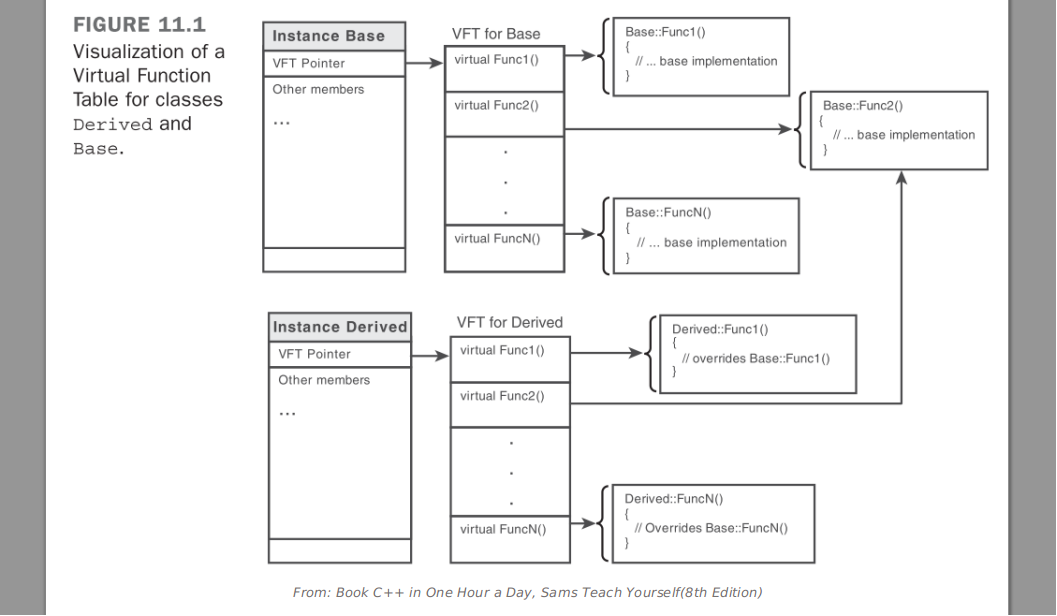 FIGURE 11.1
Visualization of a
Virtual Function
Table for classes
Derived and
Base.
Instance Base
VFT Pointer
Other members
...
VFT for Base
virtual Func1()
virtual Func2()
.
.
.
virtual FuncN()
Base::Func1()
{
// ... base implementation
}
Base::Func2()
{
// ... base implementation
}
Base::FuncN()
{
// ... base implementation
}
Instance Derived
VFT Pointer
Other members
...
VFT for Derived
virtual Func1()
virtual Func2()
.
.
.
virtual FuncN()
Derived::Func1()
{
// overrides Base::Func1()
}
Derived::FuncN()
{
// Overrides Base::FuncN()
}
From: Book C++ in One Hour a Day, Sams Teach Yourself(8th Edition)